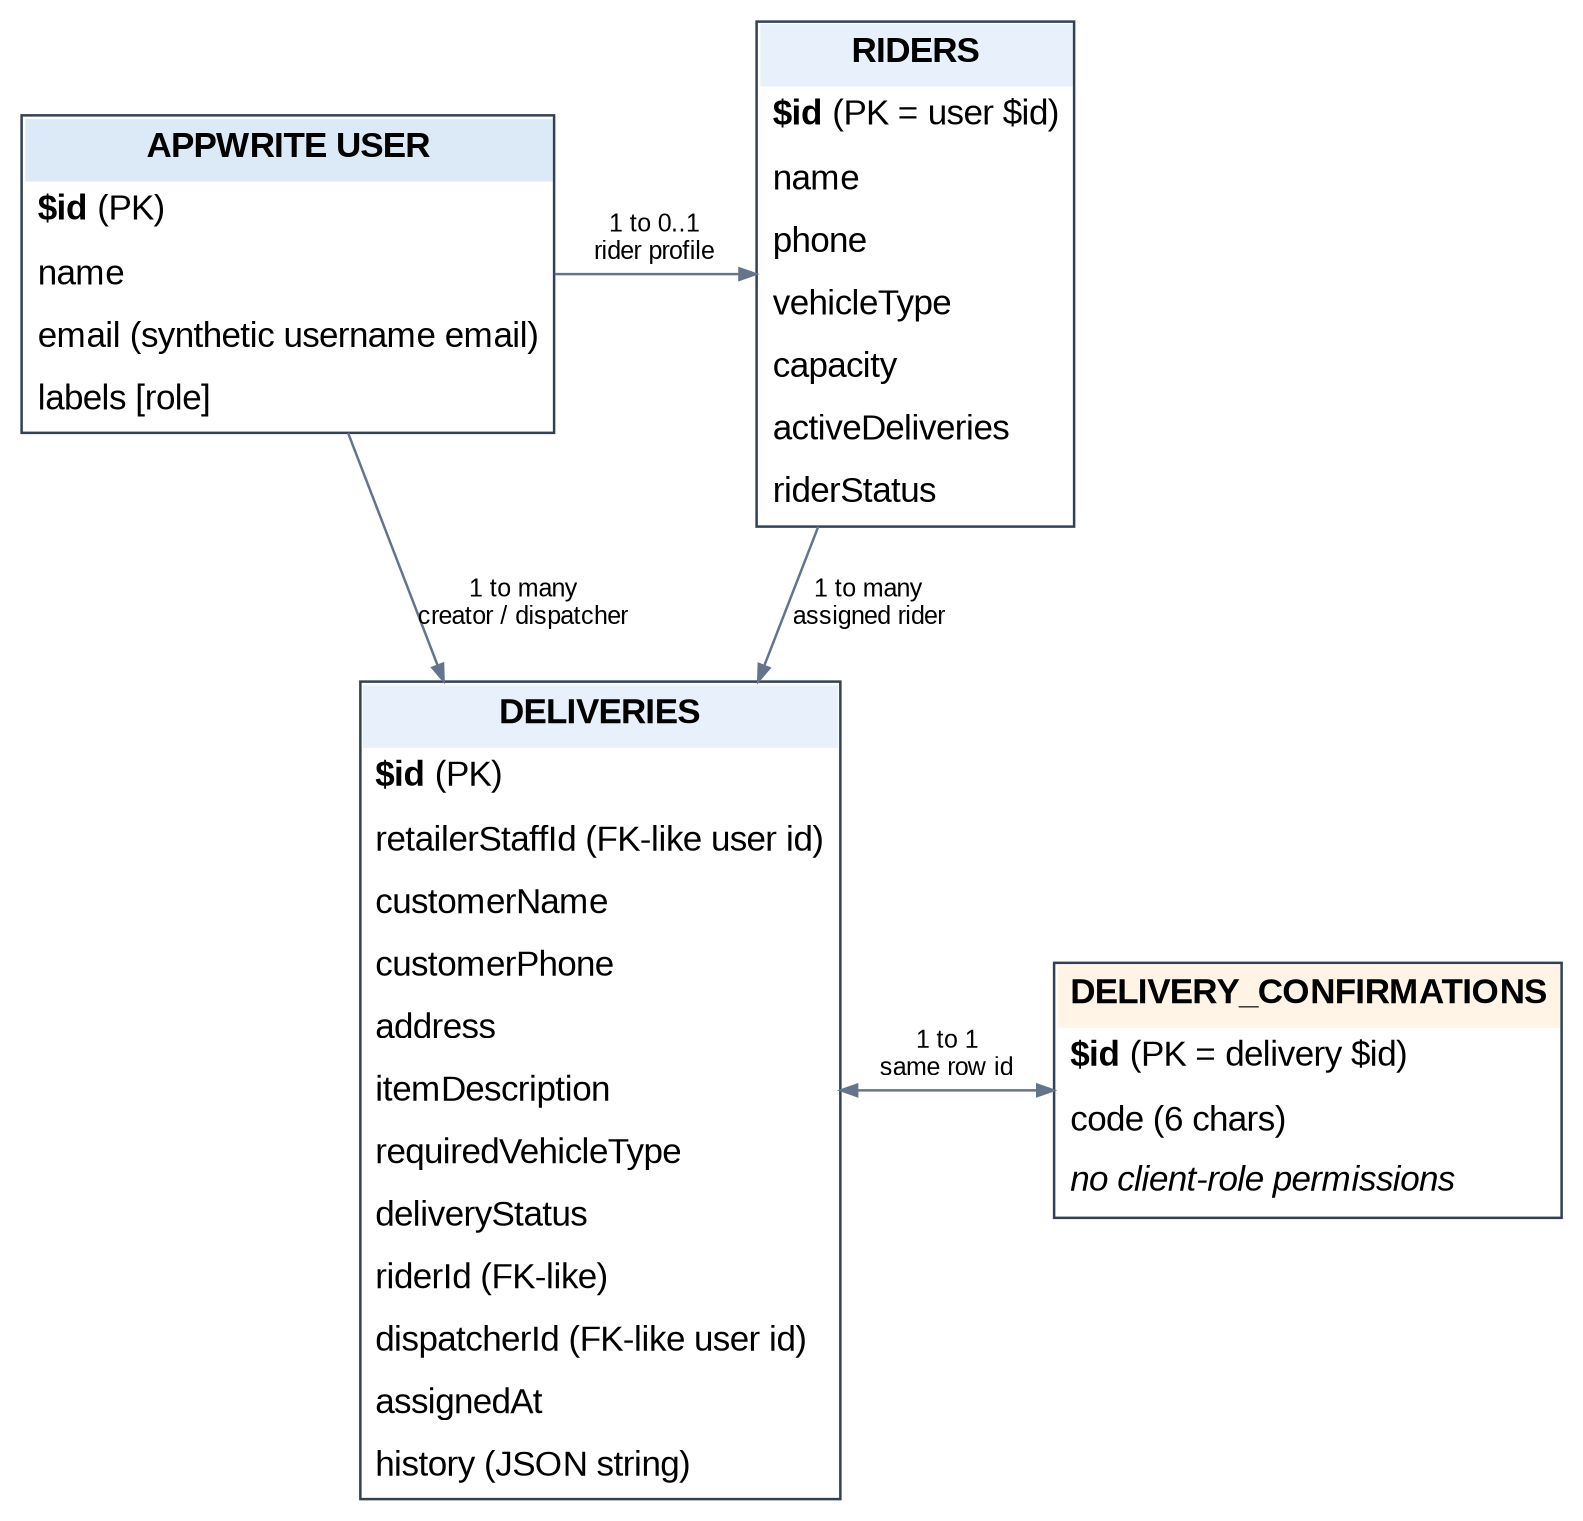 APPWRITE USER
$id (PK)
name
email (synthetic username email)
labels [role]
1 to 0..1
rider profile
RIDERS
$id (PK = user $id)
name
phone
vehicleType
capacity
activeDeliveries
riderStatus
1 to many
creator / dispatcher
1 to many
assigned rider
DELIVERIES
$id (PK)
retailerStaffId (FK-like user id)
customerName
customerPhone
address
itemDescription
requiredVehicleType
deliveryStatus
riderId (FK-like)
dispatcherId (FK-like user id)
assignedAt
history (JSON string)
1 to 1
same row id
DELIVERY_CONFIRMATIONS
$id (PK = delivery $id)
code (6 chars)
no client-role permissions